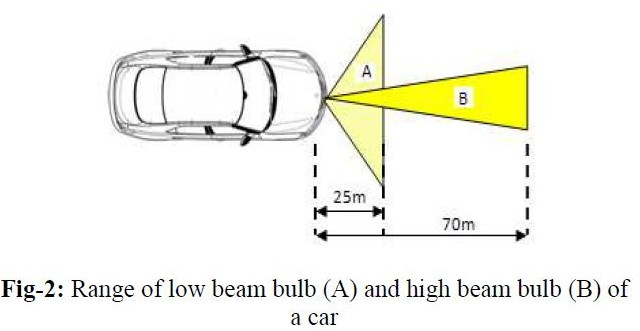 A
B
25m
70m
Fig-2: Range of low beam bulb (A) and high beam bulb (B) of
a car